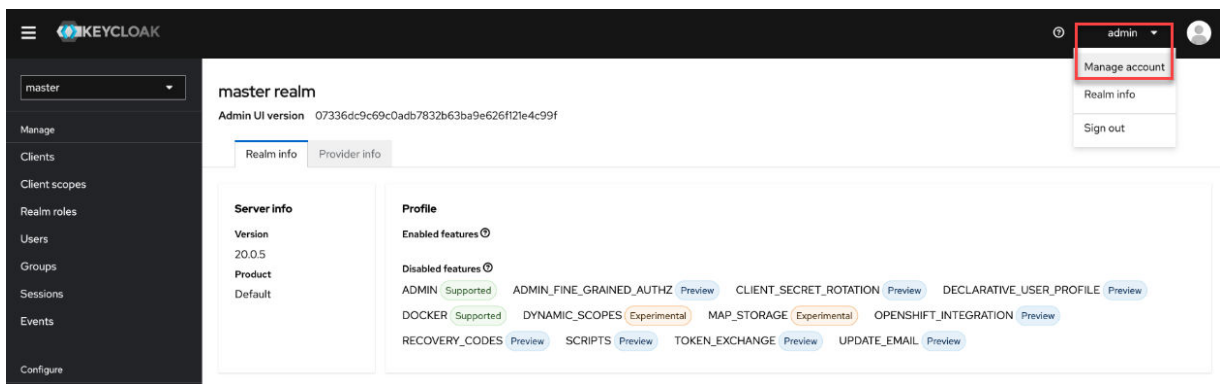 KEYCLOAK
admin
Manage account
Realm info
Sign out
master
Manage
Clients
Client scopes
Realm roles
Users
Groups
Sessions
Events
Configure
master realm
Admin UI version 07336dc9c69c0adb7832b63ba9e626f121e4c99f
Realm info Provider info
Server info
Version
20.0.5
Product
Default
Profile
Enabled features
Disabled features
ADMIN Supported ADMIN_FINE_GRAINED_AUTHZ Preview CLIENT_SECRET_ROTATION Preview DECLARATIVE_USER_PROFILE Preview
DOCKER Supported DYNAMIC_SCOPES Experimental MAP_STORAGE Experimental OPENSHIFT_INTEGRATION Preview
RECOVERY_CODES Preview SCRIPTS Preview TOKEN_EXCHANGE Preview UPDATE_EMAIL Preview